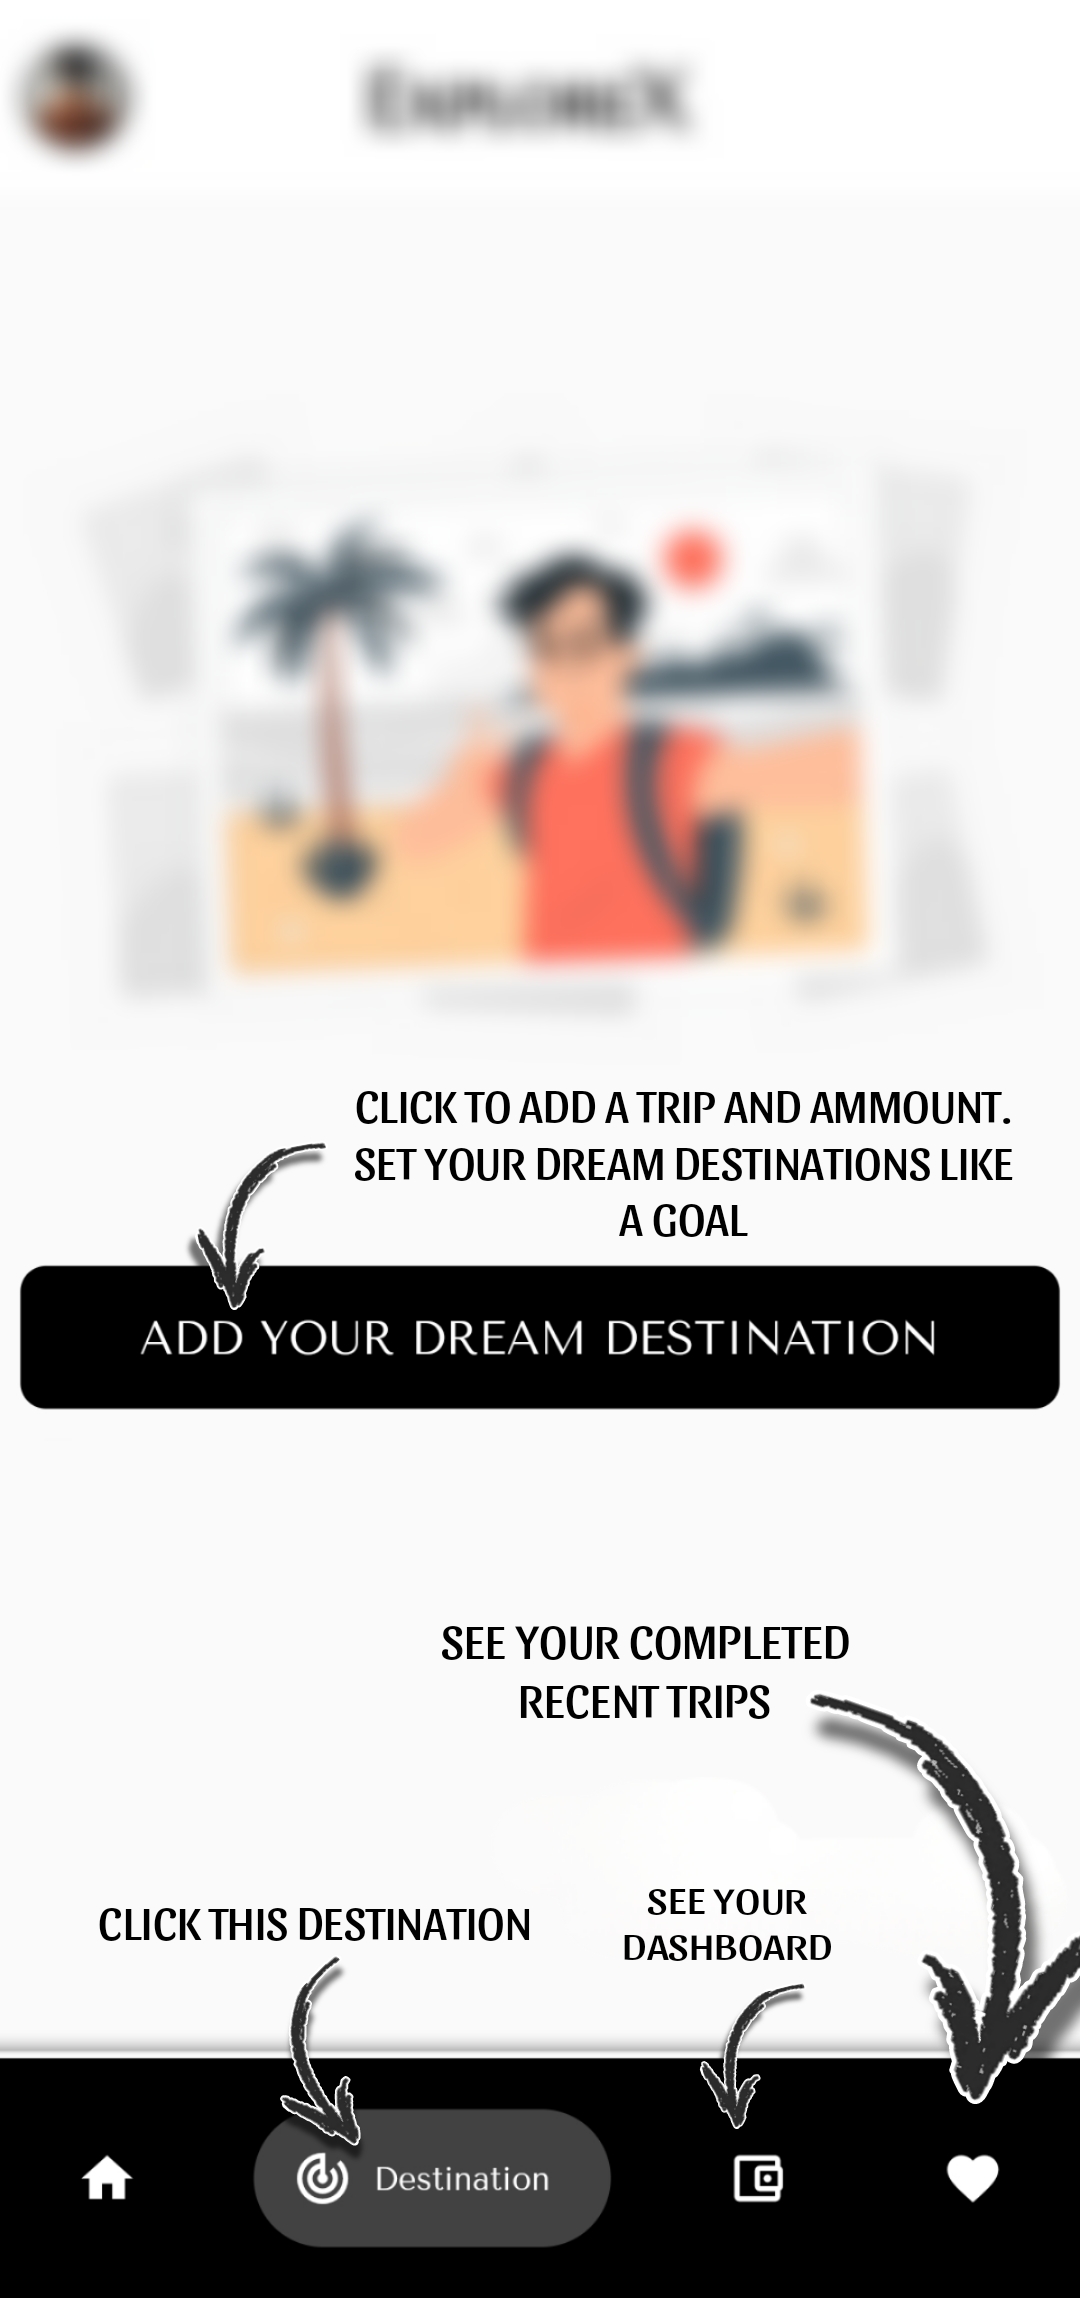 EXPLOREX
CLICK TO ADD A TRIP AND AMMOUNT.
SET YOUR DREAM DESTINATIONS LIKE
A GOAL
ADD YOUR DREAM DESTINATION
SEE YOUR COMPLETED
RECENT TRIPS
CLICK THIS DESTINATION
SEE YOUR
DASHBOARD
Destination